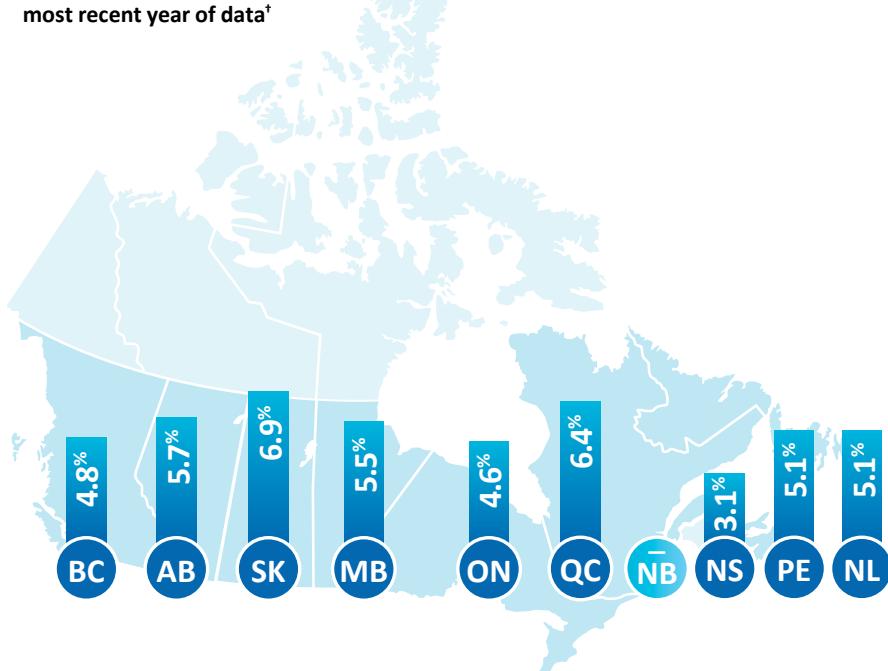 most recent year of data†
4.8%
5.7%
6.9%
5.5%
4.6%
6.4%
–
3.1%
5.1%
5.1%
BC
AB
SK
MB
ON
QC
NB
NS
PE
NL